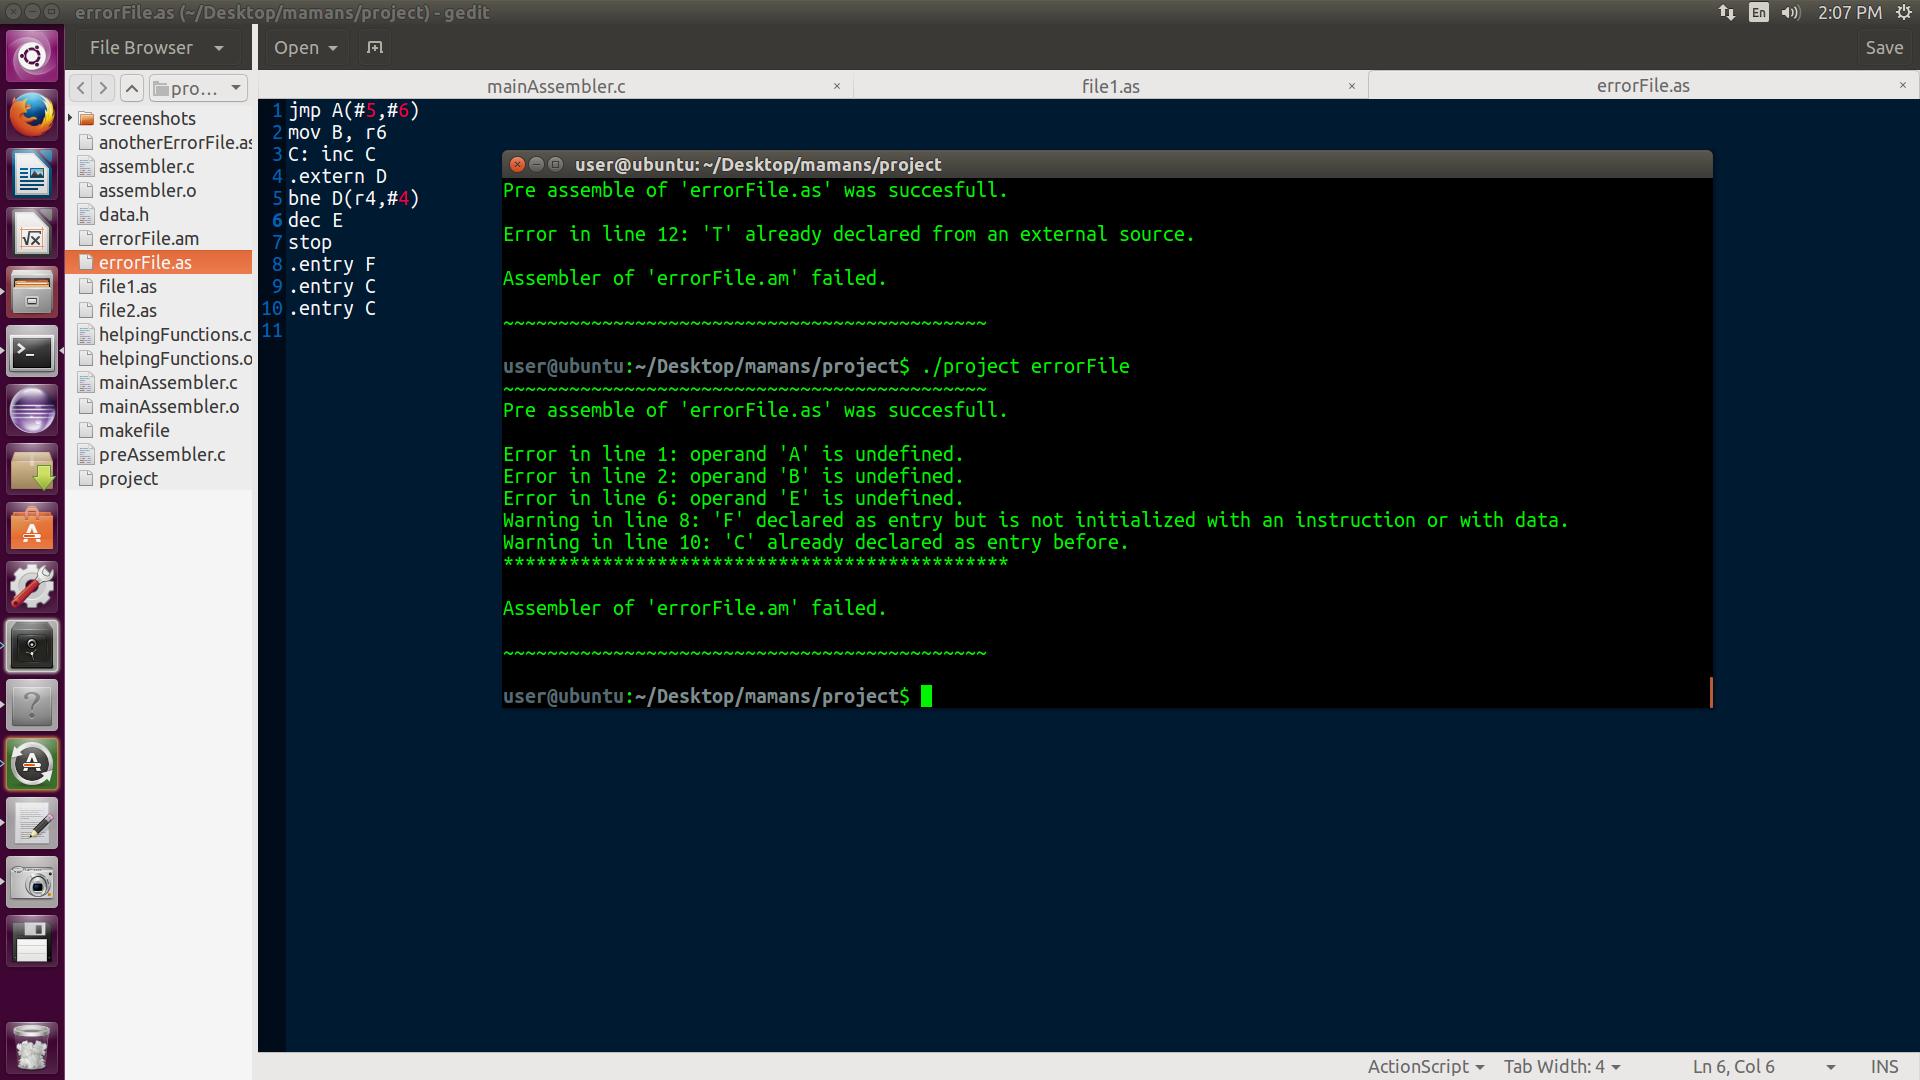 errorFile.as (~/Desktop/mamans/project) - gedit
En
2:07 PM
File Browser
Open
Save
pro...
mainAssembler.c
file1.as
errorFile.as
screenshots
anotherErrorFile.as
assembler.c
assembler.o
data.h
errorFile.am
errorFile.as
file1.as
file2.as
helpingFunctions.c
helpingFunctions.o
mainAssembler.c
mainAssembler.o
makefile
preAssembler.c
project
1 jmp A(#5,#6)
2 mov B, r6
3 C: inc C
4 .extern D
5 bne D(r4,#4)
6 dec E
7 stop
8 .entry F
9 .entry C
10 .entry C
11
user@ubuntu: ~/Desktop/mamans/project
Pre assemble of 'errorFile.as' was succesfull.
Error in line 12: 'T' already declared from an external source.
Assembler of 'errorFile.am' failed.
~~~~~~~~~~~~~~~~~~~~~~~~~~~~~~~~~~~~~~~~~~~~
user@ubuntu:~/Desktop/mamans/project$ ./project errorFile
~~~~~~~~~~~~~~~~~~~~~~~~~~~~~~~~~~~~~~~~~~~~
Pre assemble of 'errorFile.as' was succesfull.
Error in line 1: operand 'A' is undefined.
Error in line 2: operand 'B' is undefined.
Error in line 6: operand 'E' is undefined.
Warning in line 8: 'F' declared as entry but is not initialized with an instruction or with data.
Warning in line 10: 'C' already declared as entry before.
**********************************************
Assembler of 'errorFile.am' failed.
~~~~~~~~~~~~~~~~~~~~~~~~~~~~~~~~~~~~~~~~~~~~
user@ubuntu:~/Desktop/mamans/project$
ActionScript
Tab Width: 4
Ln 6, Col 6
INS